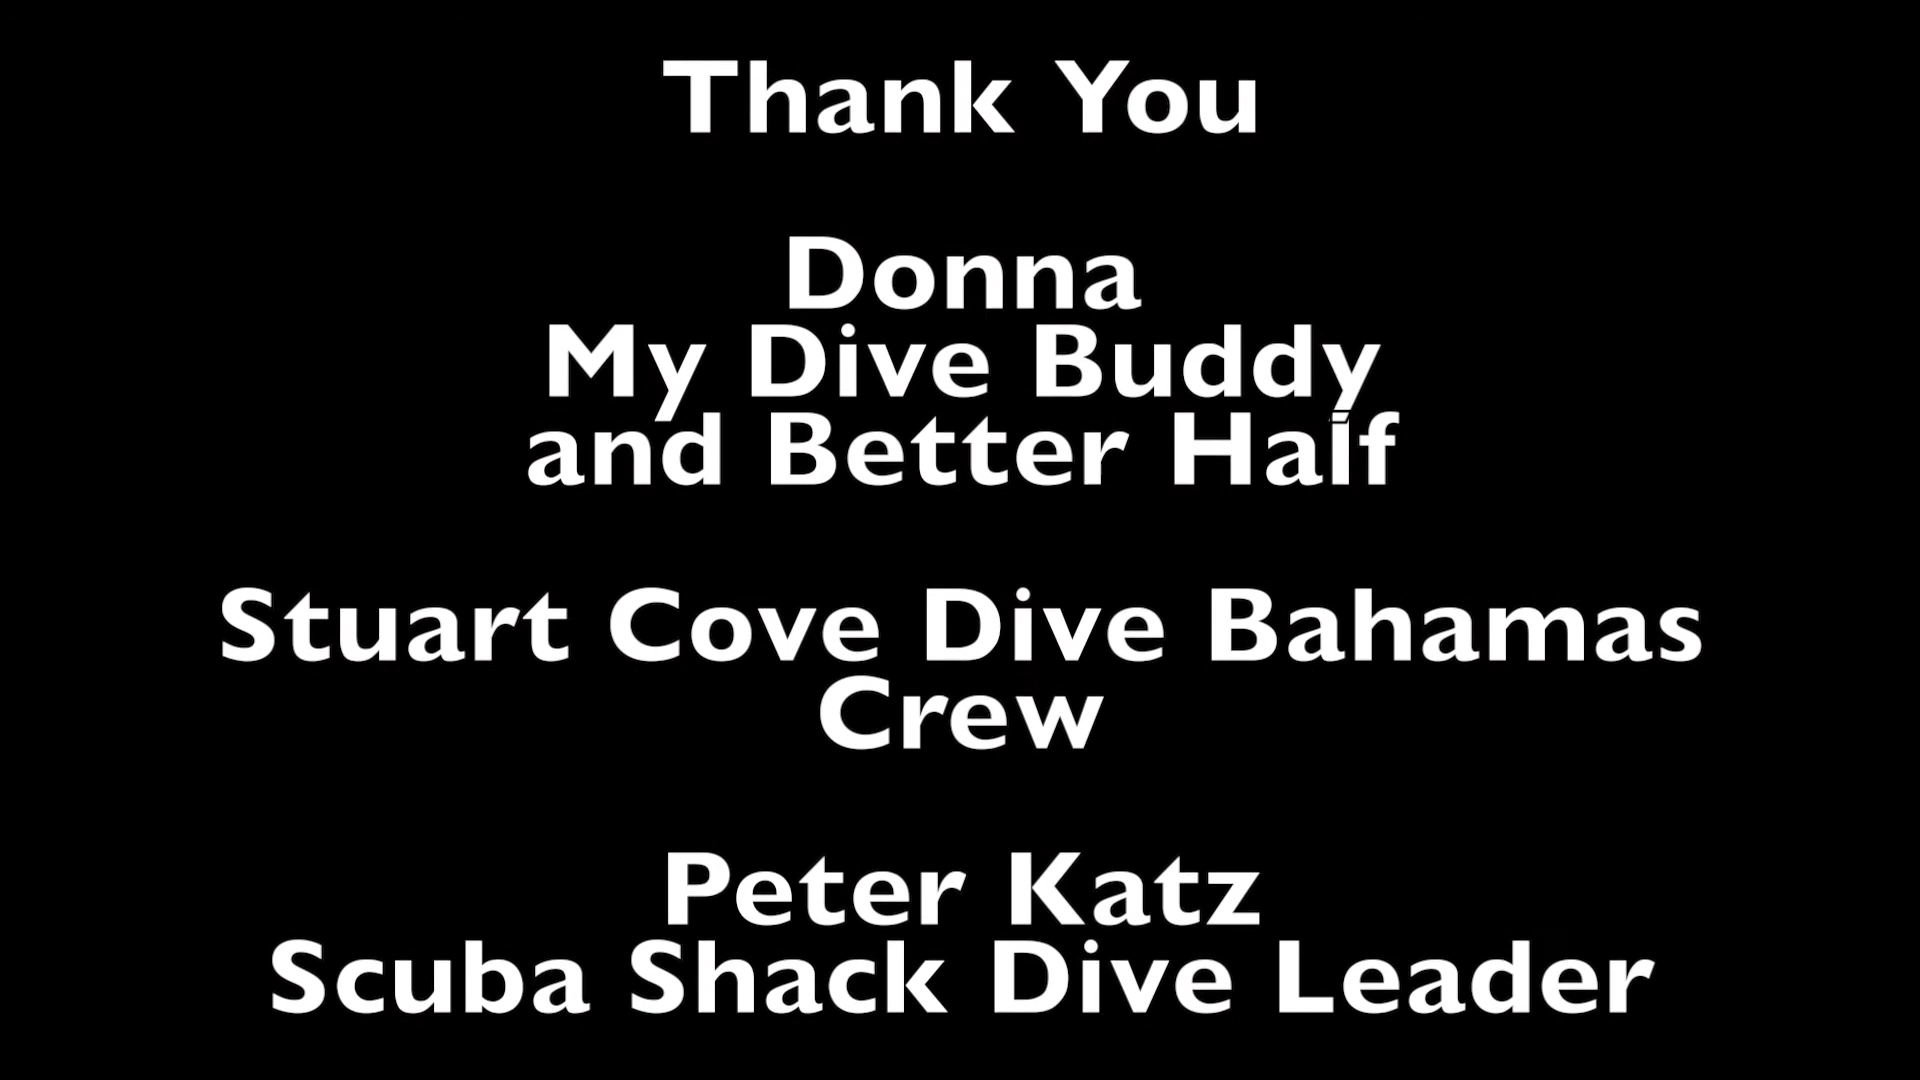 Thank You
Donna
My Dive Buddy
and Better Half
Stuart Cove Dive Bahamas
Crew
Peter Katz
Scuba Shack Dive Leader